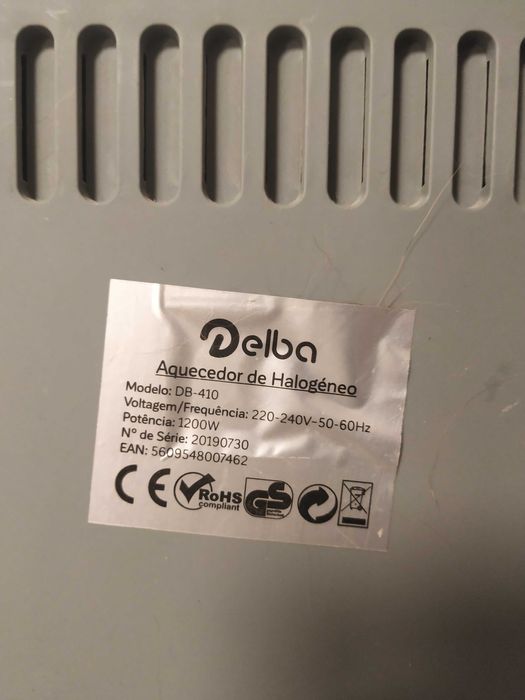 Delba
Aquecedor de Halogéneo
Modelo: DB-410
Voltagem/Frequência: 220-240V~50-60Hz
Potência: 1200W
Nº de Série: 20190730
EAN: 5609548007462
CE RoHS GS
compliant